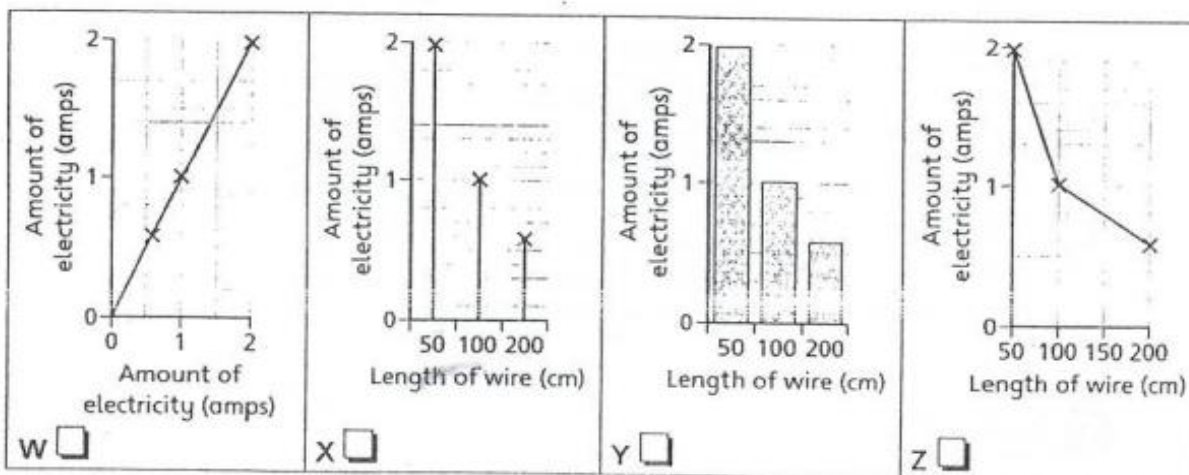 2
1
0
Amount of
electricity (amps)
0 1 2
Amount of
electricity (amps)
W
2
1
0
Amount of
electricity (amps)
50 100 200
Length of wire (cm)
X
2
1
0
Amount of
electricity (amps)
50 100 200
Length of wire (cm)
Y
2
1
0
Amount of
electricity (amps)
50 100 150 200
Length of wire (cm)
Z